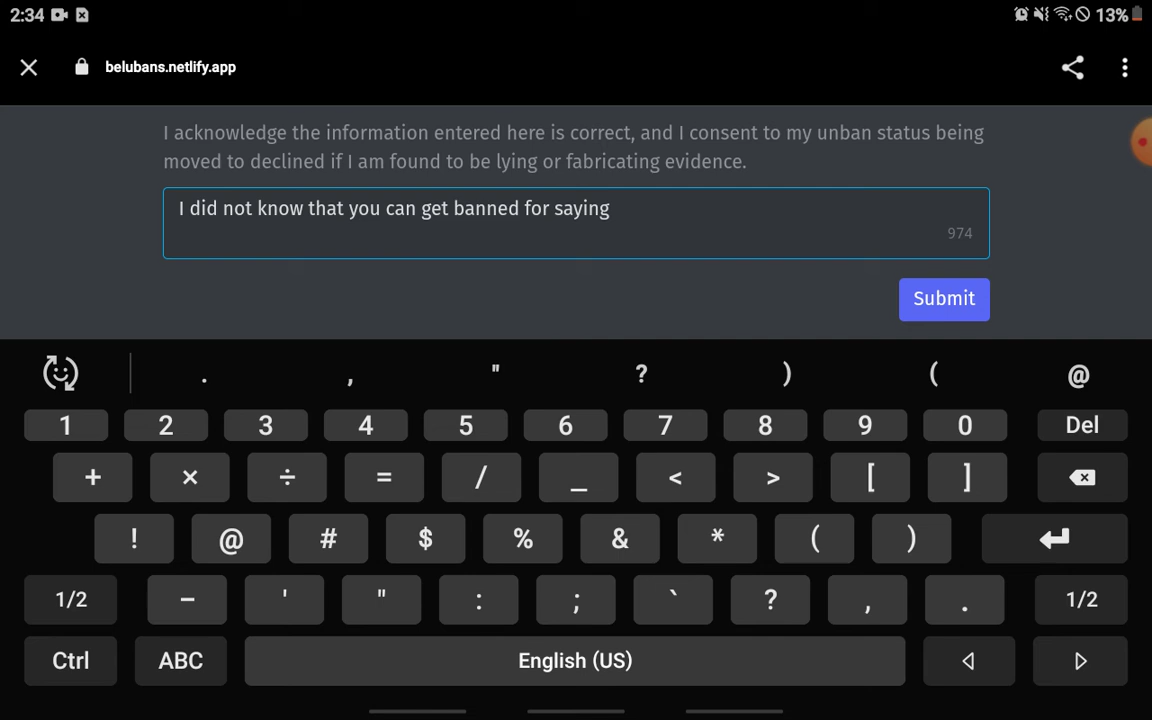 2:34 13%
belubans.netlify.app
I acknowledge the information entered here is correct, and I consent to my unban status being
moved to declined if I am found to be lying or fabricating evidence.
I did not know that you can get banned for saying
974
Submit
. , " ? ) ( @
1 2 3 4 5 6 7 8 9 0 Del
+ × ÷ = / _ < > [ ]
! @ # $ % & * ( )
1/2 - ' " : ; ` ? , . 1/2
Ctrl ABC English (US)